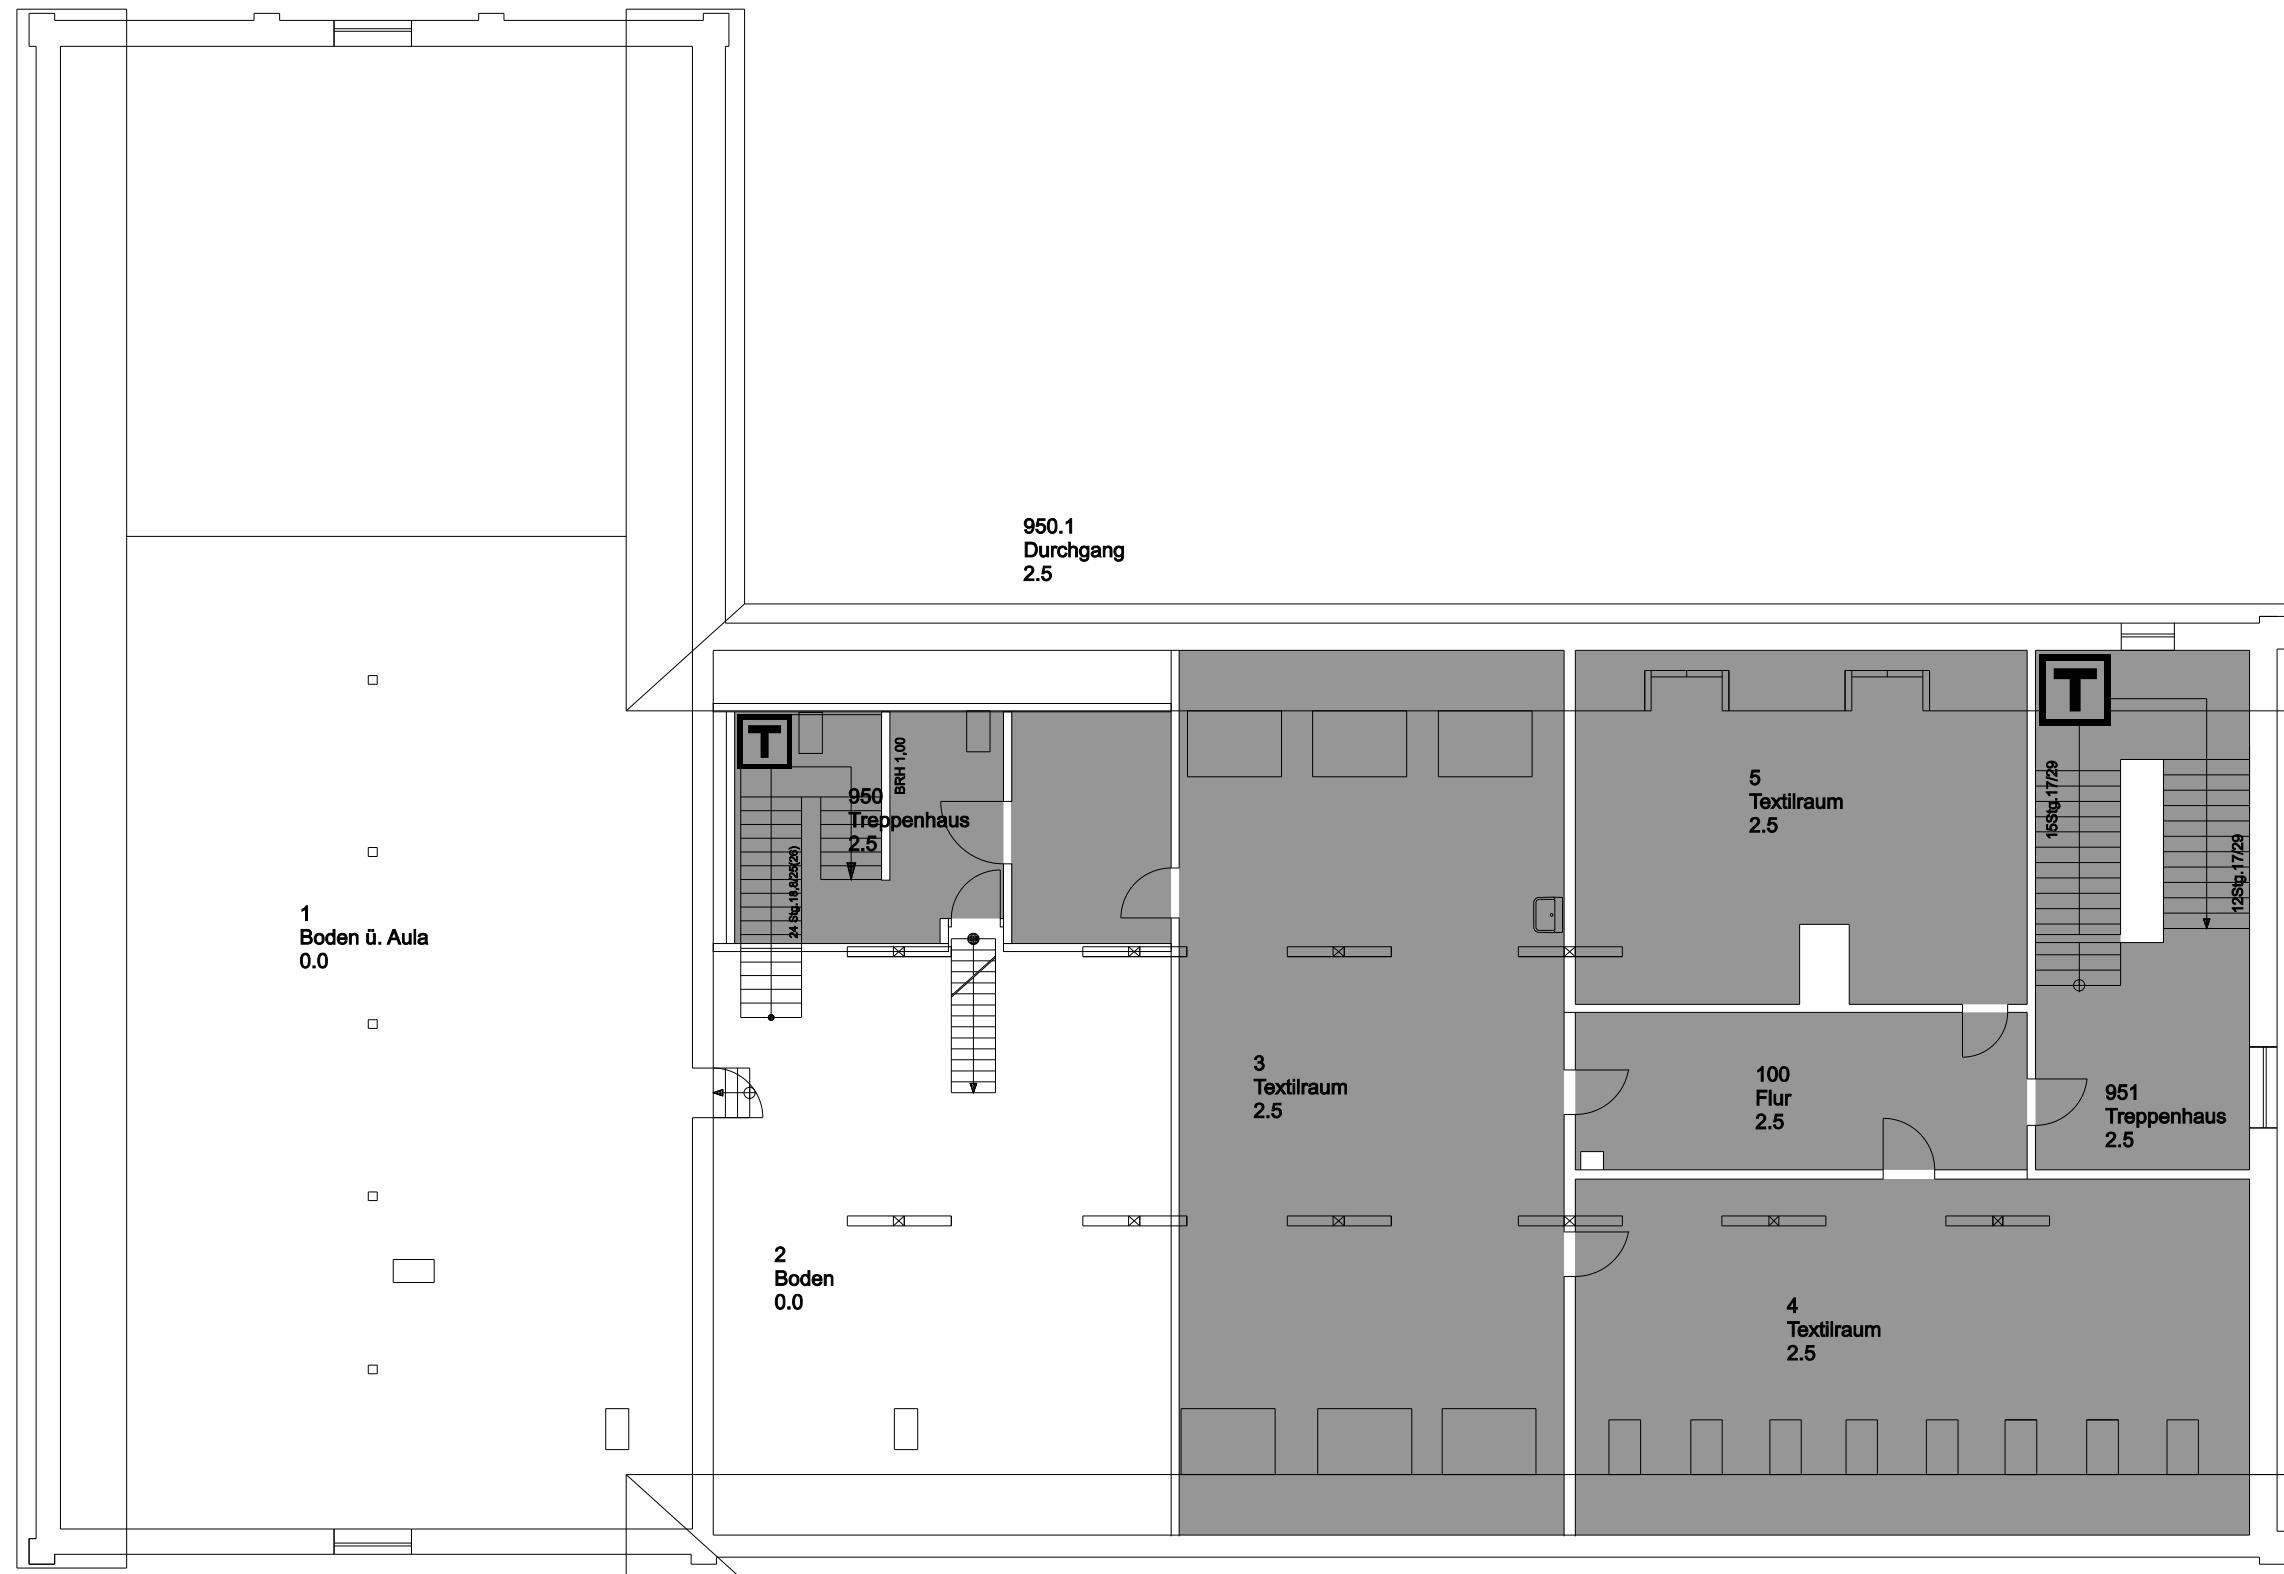 950.1
Durchgang
2.5
T
T
950
Treppenhaus
2.5
BRH 1,00
24 Stg.18,8/25(26)
5
Textilraum
2.5
15Stg.17/29
12Stg.17/29
1
Boden ü. Aula
0.0
3
Textilraum
2.5
100
Flur
2.5
951
Treppenhaus
2.5
2
Boden
0.0
4
Textilraum
2.5